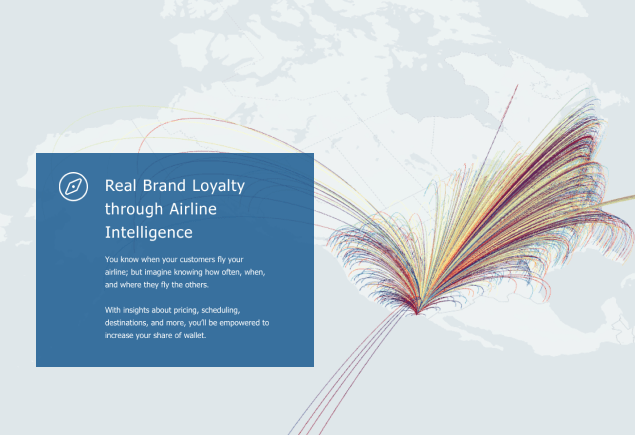 Real Brand Loyalty
through Airline
Intelligence
You know when your customers fly your
airline; but imagine knowing how often, when,
and where they fly the others.
With insights about pricing, scheduling,
destinations, and more, you'll be empowered to
increase your share of wallet.